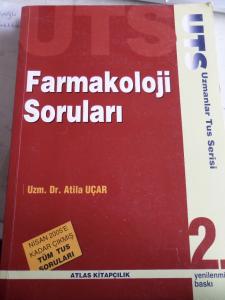 UTS
Farmakoloji
Soruları
Uzm. Dr. Atila UÇAR
NİSAN 2005'E
KADAR ÇIKMIŞ
TÜM TUS
SORULARI
ATLAS KİTAPÇILIK
UTS
Uzmanlar Tus Serisi
2.
yenilenmi
baskı